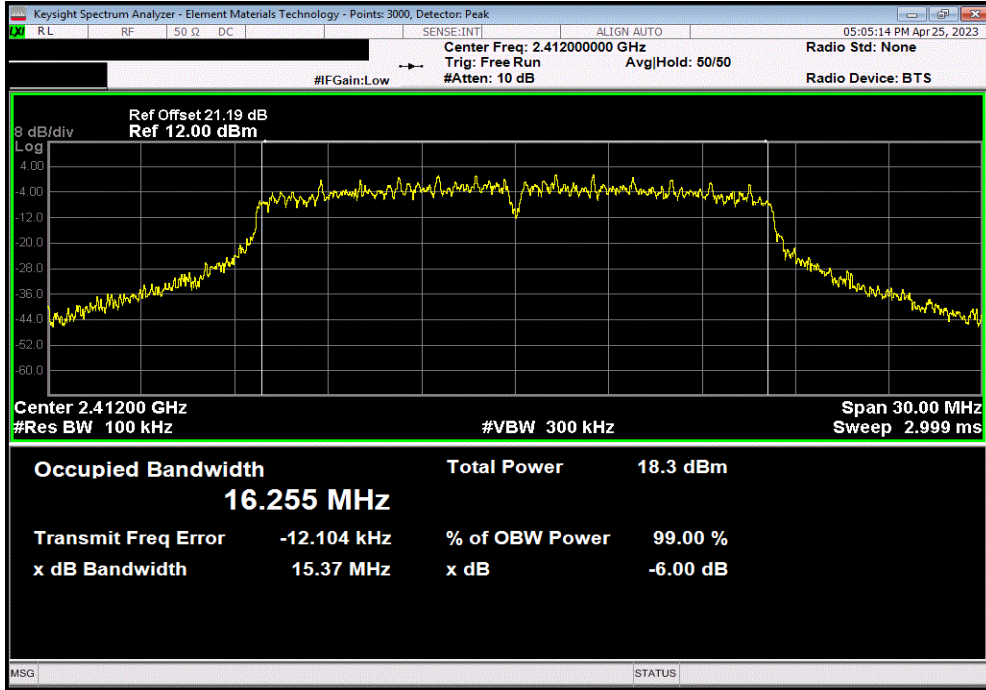 Keysight Spectrum Analyzer - Element Materials Technology - Points: 3000, Detector: Peak
LXI RL RF 50 Ω DC SENSE:INT ALIGN AUTO 05:05:14 PM Apr 25, 2023
Center Freq: 2.412000000 GHz Radio Std: None
Trig: Free Run Avg|Hold: 50/50
#IFGain:Low #Atten: 10 dB Radio Device: BTS
Ref Offset 21.19 dB
8 dB/div Ref 12.00 dBm
Log
4.00
-4.00
-12.0
-20.0
-28.0
-36.0
-44.0
-52.0
-60.0
Center 2.41200 GHz Span 30.00 MHz
#Res BW 100 kHz #VBW 300 kHz Sweep 2.999 ms
Occupied Bandwidth Total Power 18.3 dBm
16.255 MHz
Transmit Freq Error -12.104 kHz % of OBW Power 99.00 %
x dB Bandwidth 15.37 MHz x dB -6.00 dB
MSG STATUS